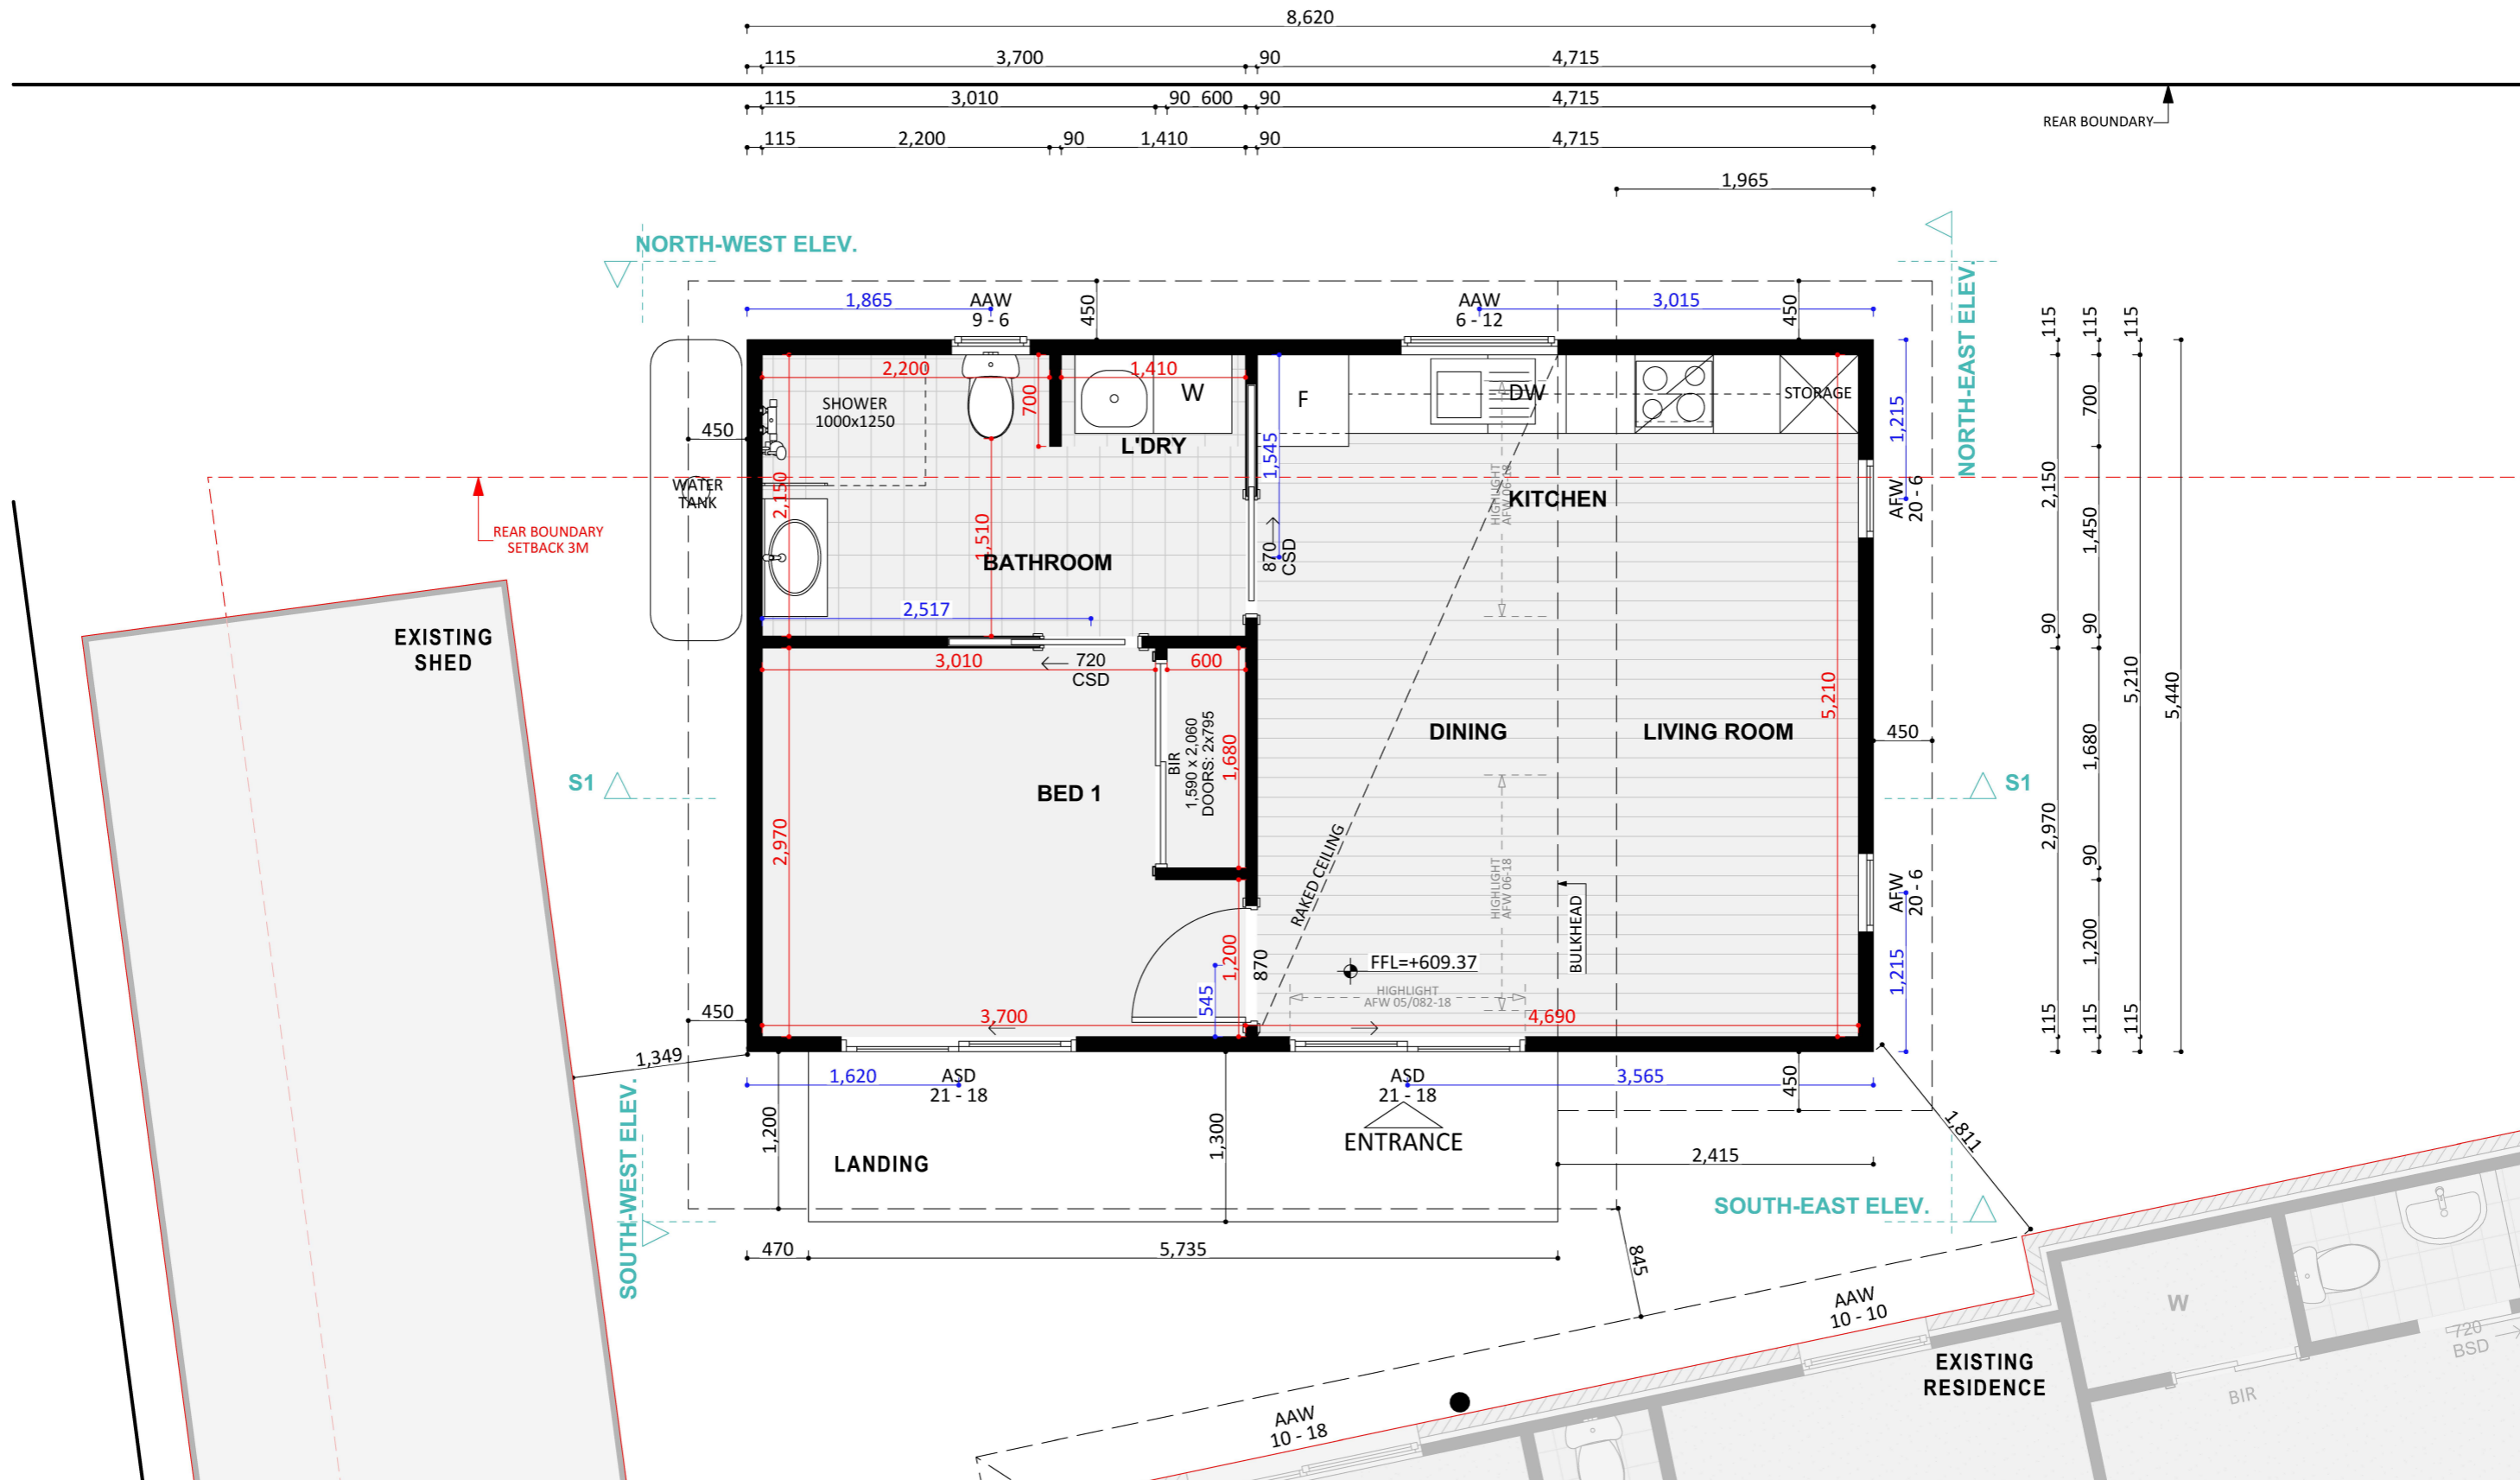 8,620
115 3,700 90 4,715
115 3,010 90 600 90 4,715
115 2,200 90 1,410 90 4,715
REAR BOUNDARY
1,965
NORTH-WEST ELEV.
NORTH-EAST ELEV.
1,865
AAW
9 - 6
450
AAW
6 - 12
3,015
450
115 115 115
2,200
1,410
700
SHOWER
1000x1250
W
F
DW
STORAGE
L'DRY
450
1,215
700
1,545
WATER
TANK
2,150
HIGHLIGHT
AFW 06-18
KITCHEN
AFW
20 - 6
2,150
REAR BOUNDARY
SETBACK 3M
1,510
BATHROOM
870
CSD
1,450
2,517
EXISTING
SHED
90 90
3,010
720
CSD
600
5,210
5,210
5,440
BIR
1,590 x 2,060
DOORS: 2x795
1,680
DINING
LIVING ROOM
450
1,680
S1
BED 1
S1
2,970
RAKED CEILING
HIGHLIGHT
AFW 06-18
AFW
20 - 6
2,970
90
BULKHEAD
1,200
870
FFL=+609.37
1,200
545
HIGHLIGHT
AFW 05/082-18
1,215
450
3,700
4,690
115 115 115
1,349
1,620
ASD
21 - 18
ASD
21 - 18
3,565
450
1,200
1,300
ENTRANCE
1,811
LANDING
2,415
SOUTH-WEST ELEV.
SOUTH-EAST ELEV.
470
5,735
845
AAW
10 - 10
W
720
BSD
EXISTING
RESIDENCE
BIR
AAW
10 - 18